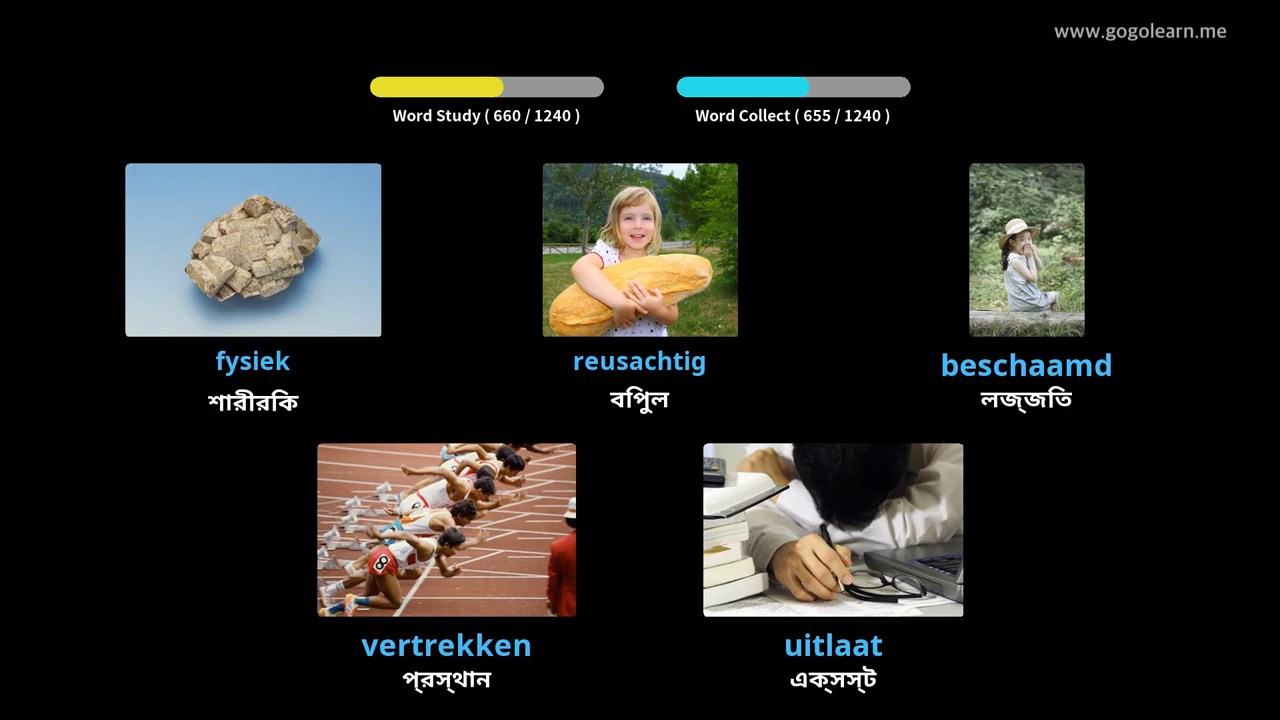 www.gogolearn.me
Word Study ( 660 / 1240 )
Word Collect ( 655 / 1240 )
fysiek
শারীরকি
reusachtig
বপিুল
beschaamd
লজ্জতি
vertrekken
প্রস্থান
uitlaat
এক্সস্ট
8